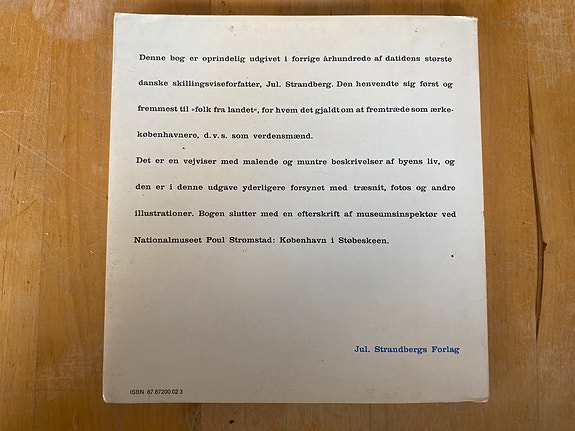 Denne bog er oprindelig udgivet i forrige århundrede af datidens største
danske skillingsviseforfatter, Jul. Strandberg. Den henvendte sig først og
fremmest til »folk fra landet«, for hvem det gjaldt om at fremtræde som ærke-
københavnere, d.v.s. som verdensmænd.
Det er en vejviser med malende og muntre beskrivelser af byens liv, og
den er i denne udgave yderligere forsynet med træsnit, fotos og andre
illustrationer. Bogen slutter med en efterskrift af museumsinspektør ved
Nationalmuseet Poul Strømstad: København i Støbeskeen.
Jul. Strandbergs Forlag
ISBN 87 87200 02 3